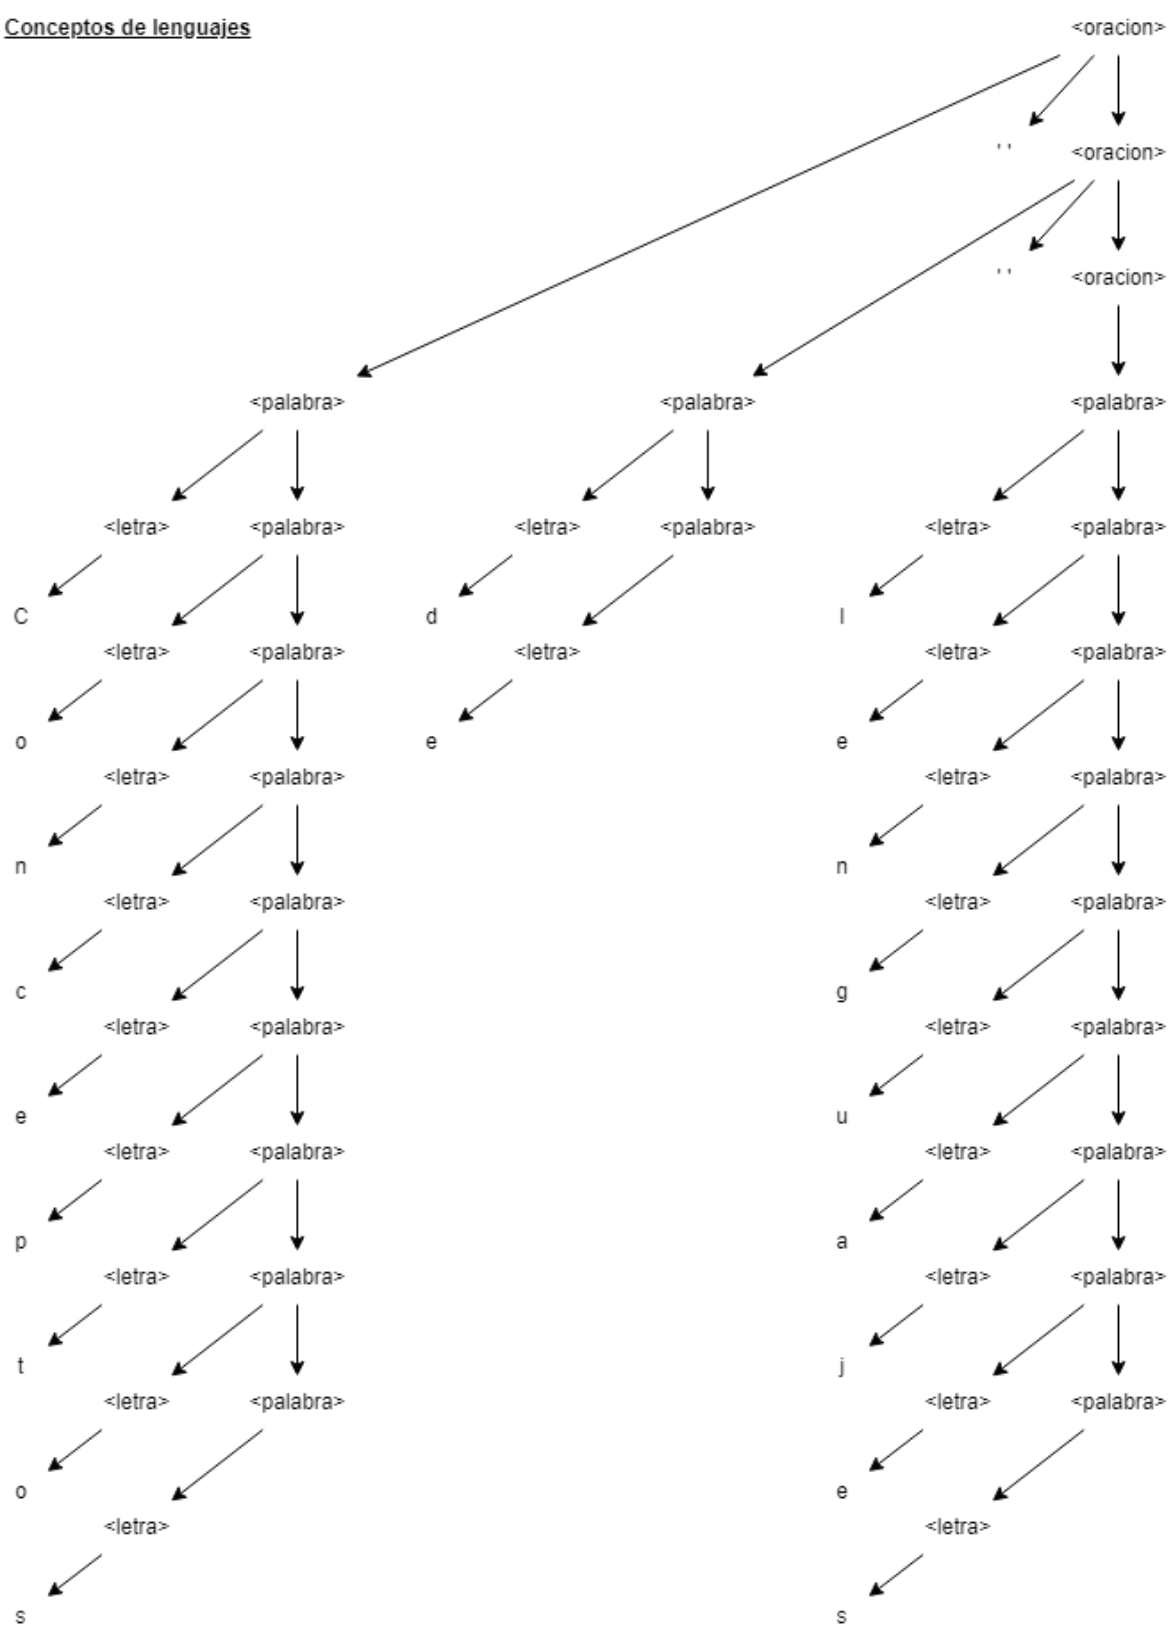 Conceptos de lenguajes <oracion>
' ' <oracion>
' ' <oracion>
<palabra> <palabra> <palabra>
<letra> <palabra> <letra> <palabra> <letra> <palabra>
C d l
<letra> <palabra> <letra> <letra> <palabra>
o e e
<letra> <palabra> <letra> <palabra>
n n
<letra> <palabra> <letra> <palabra>
c g
<letra> <palabra> <letra> <palabra>
e u
<letra> <palabra> <letra> <palabra>
p a
<letra> <palabra> <letra> <palabra>
t j
<letra> <palabra> <letra> <palabra>
o e
<letra> <letra>
s s